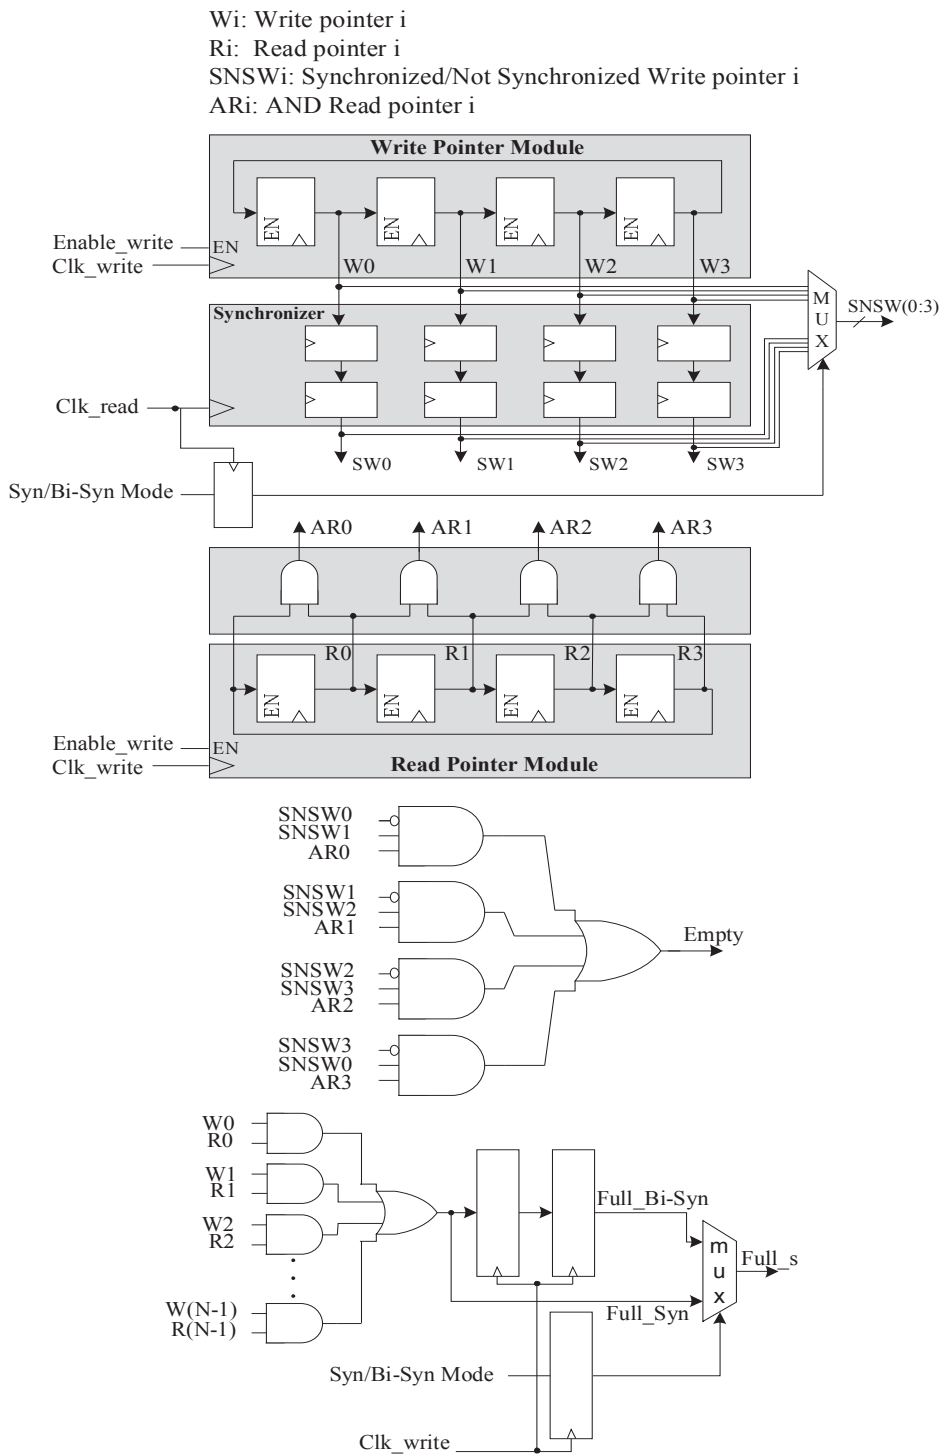 Wi: Write pointer i
Ri: Read pointer i
SNSWi: Synchronized/Not Synchronized Write pointer i
ARi: AND Read pointer i
Write Pointer Module
EN EN EN EN
Enable_write EN
Clk_write
W0 W1 W2 W3
MUX
SNSW(0:3)
Synchronizer
Clk_read
SW0 SW1 SW2 SW3
Syn/Bi-Syn Mode
AR0 AR1 AR2 AR3
R0 R1 R2 R3
EN EN EN EN
Enable_write EN
Clk_write
Read Pointer Module
SNSW0
SNSW1
AR0
SNSW1
SNSW2
AR1
Empty
SNSW2
SNSW3
AR2
SNSW3
SNSW0
AR3
W0
R0
W1
R1
W2
R2
W(N-1)
R(N-1)
Full_Bi-Syn
mux
Full_s
Full_Syn
Syn/Bi-Syn Mode
Clk_write